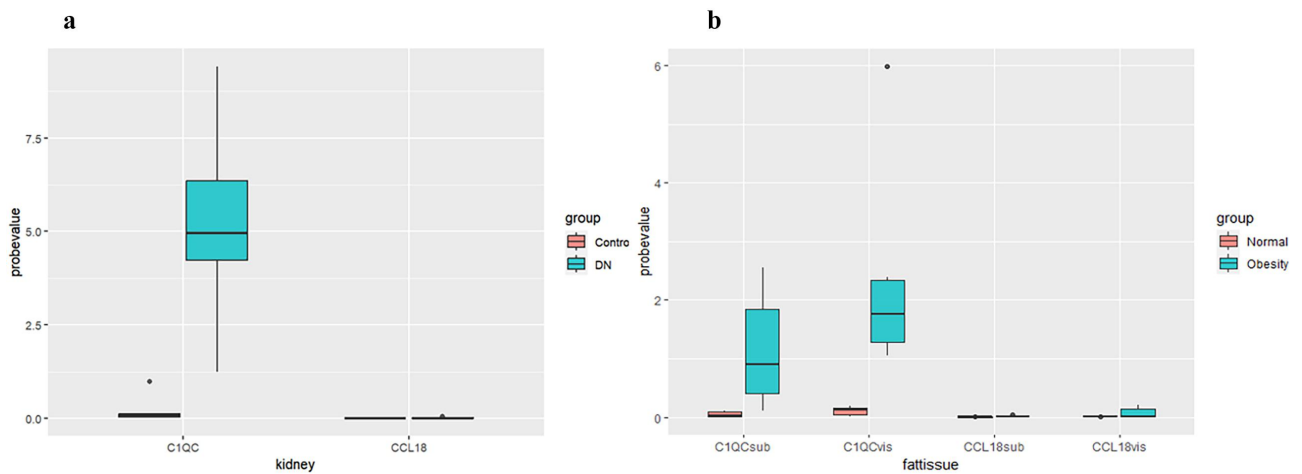 a
7.5
5.0
2.5
0.0
probevalue
C1QC
CCL18
kidney
group
Contro
DN
b
6
4
2
0
probevalue
C1QCsub
C1QCvis
CCL18sub
CCL18vis
fattissue
group
Normal
Obesity